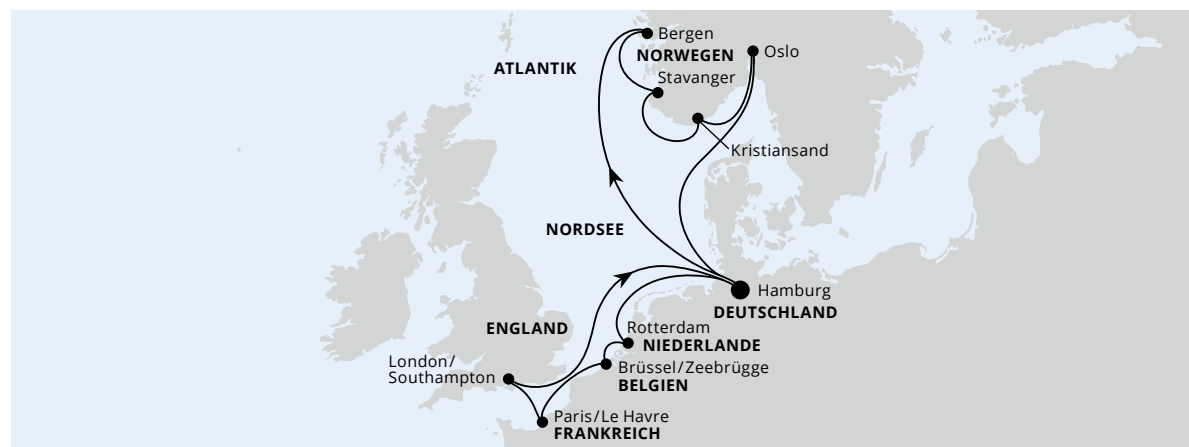 Bergen
NORWEGEN
Oslo
ATLANTIK
Stavanger
Kristiansand
NORDSEE
Hamburg
DEUTSCHLAND
ENGLAND
Rotterdam
NIEDERLANDE
London/
Southampton
Brüssel/Zeebrügge
BELGIEN
Paris/Le Havre
FRANKREICH